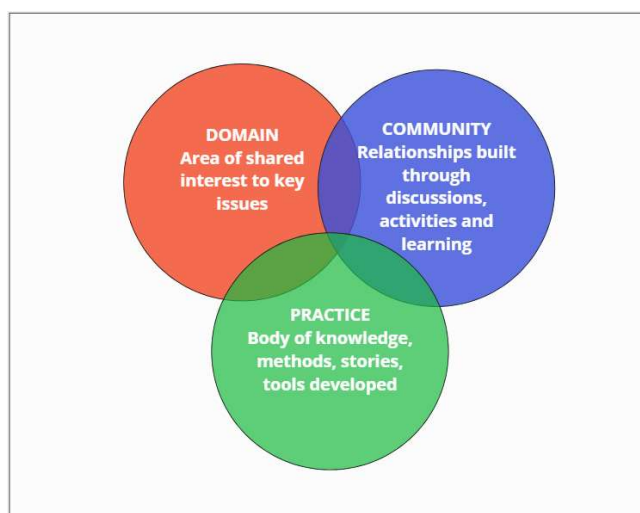 DOMAIN
Area of shared
interest to key
issues
COMMUNITY
Relationships built
through
discussions,
activities and
learning
PRACTICE
Body of knowledge,
methods, stories,
tools developed